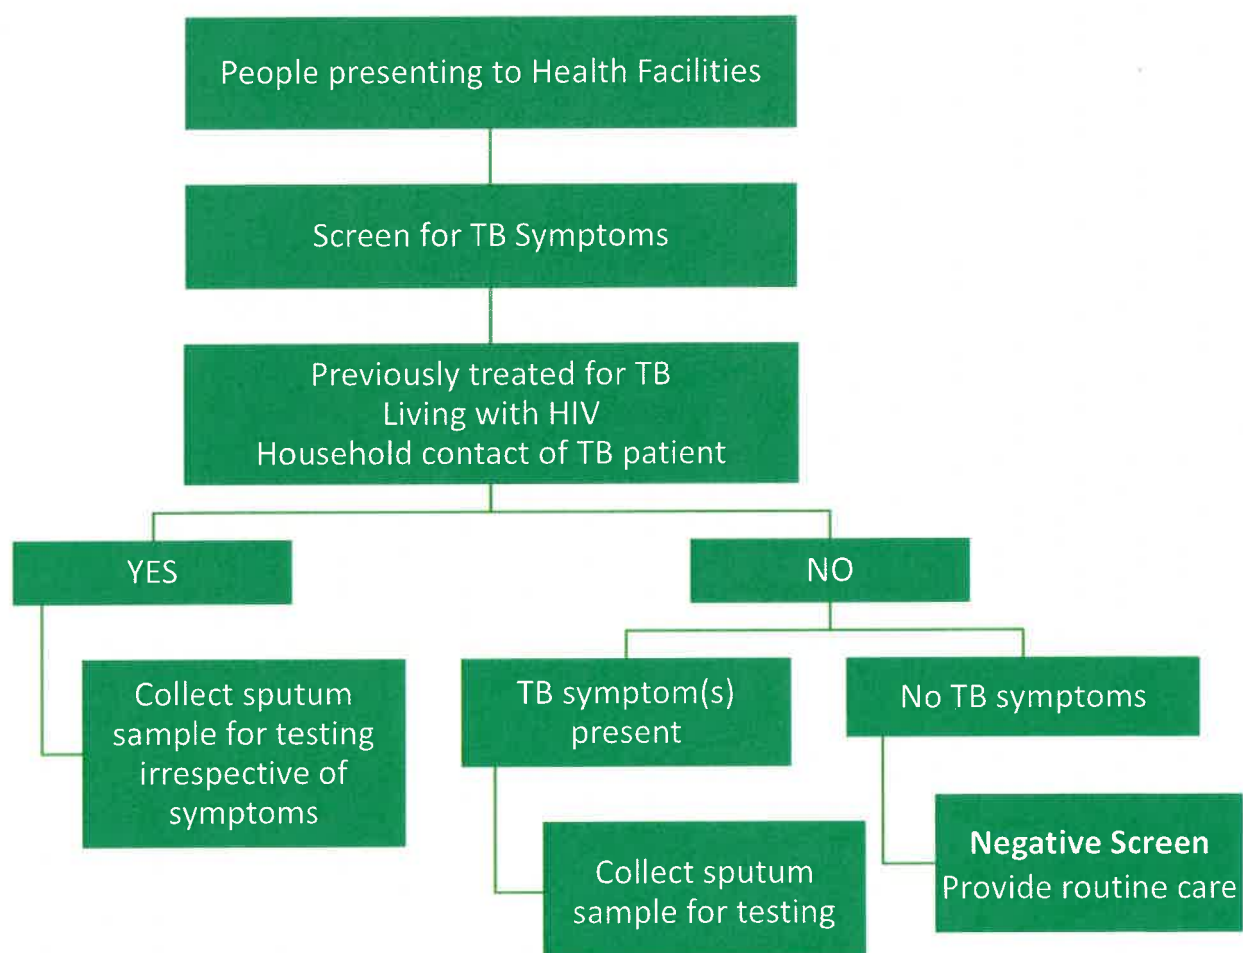 People presenting to Health Facilities
Screen for TB Symptoms
Previously treated for TB
Living with HIV
Household contact of TB patient
YES
NO
Collect sputum
sample for testing
irrespective of
symptoms
TB symptom(s)
present
No TB symptoms
Collect sputum
sample for testing
Negative Screen
Provide routine care